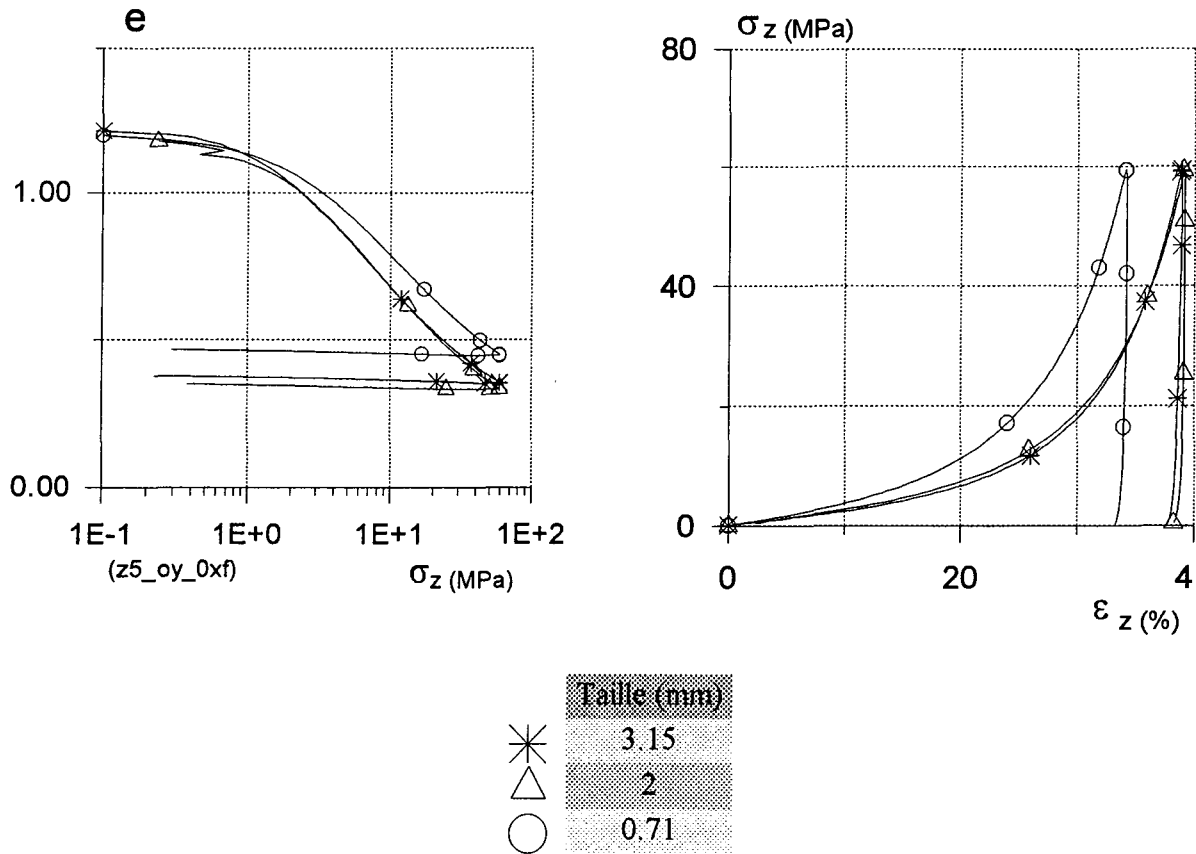 e
1.00
0.00
1E-1 1E+0 1E+1 1E+2
(z5_oy_0xf)
σz (MPa)
σz (MPa)
80
40
0
0 20 4
εz (%)
Taille (mm)
3.15
2
0.71